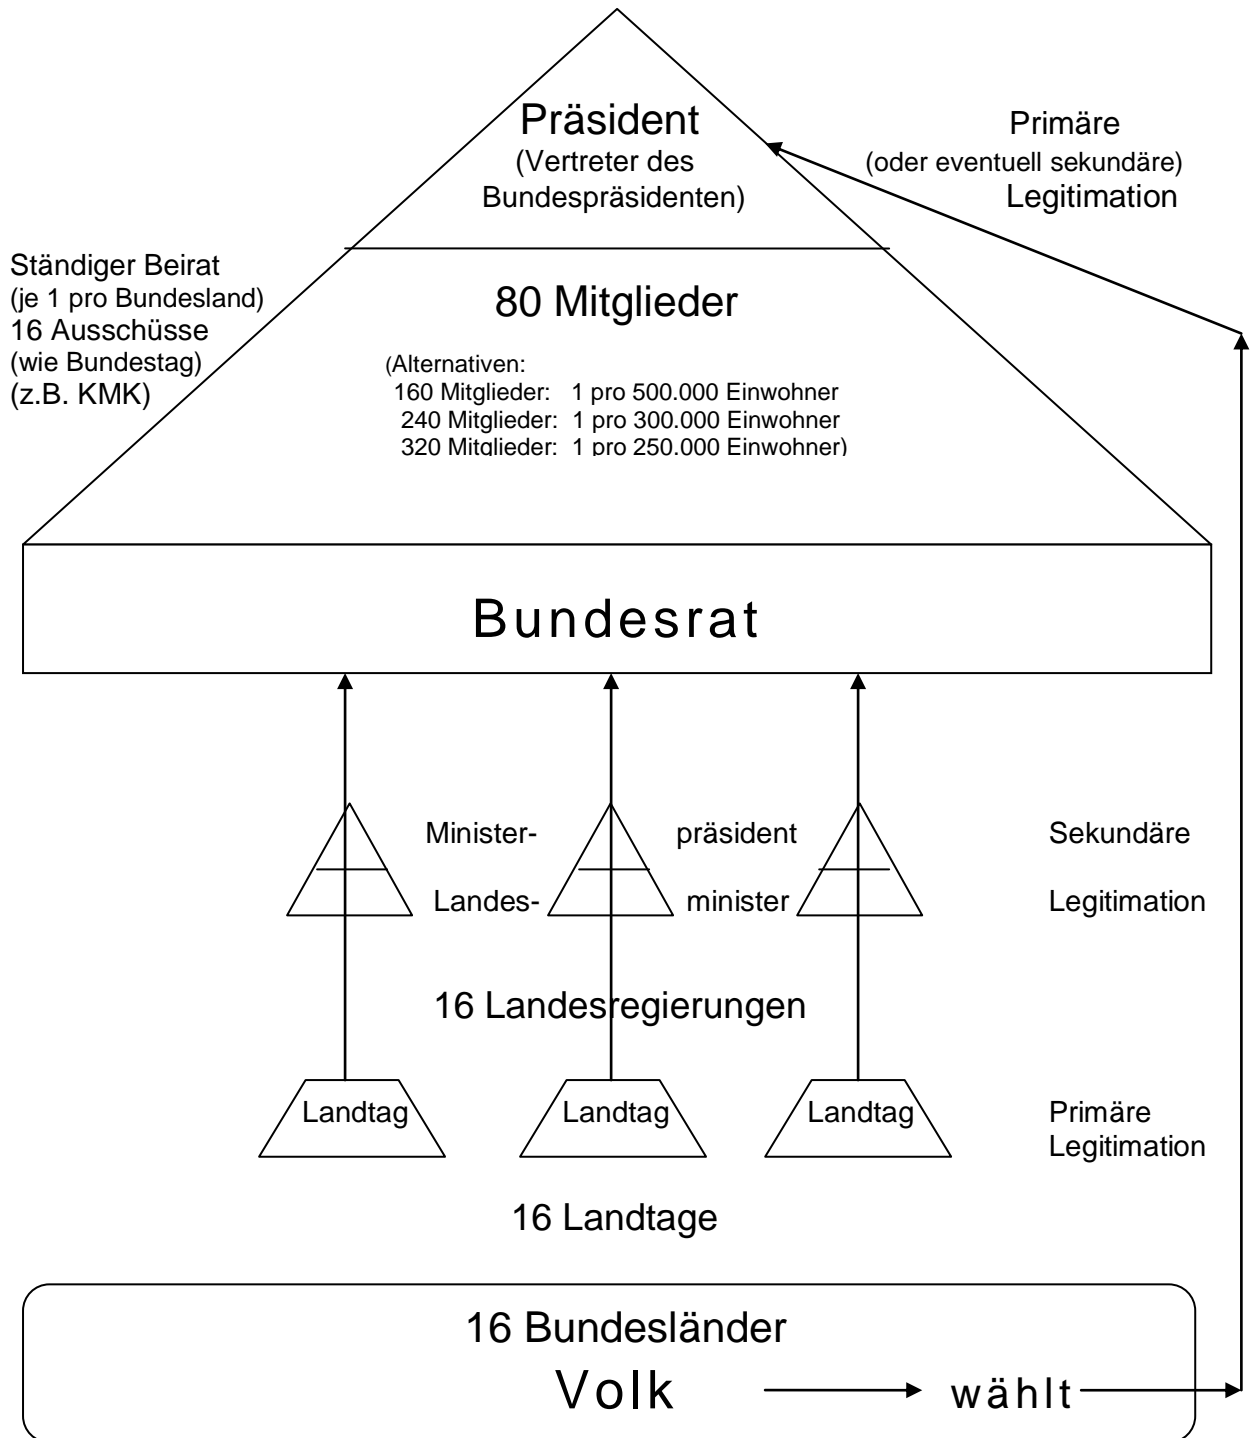 Präsident
(Vertreter des
Bundespräsidenten)
Primäre
(oder eventuell sekundäre)
Legitimation
Ständiger Beirat
(je 1 pro Bundesland)
16 Ausschüsse
(wie Bundestag)
(z.B. KMK)
80 Mitglieder
(Alternativen:
160 Mitglieder: 1 pro 500.000 Einwohner
240 Mitglieder: 1 pro 300.000 Einwohner
320 Mitglieder: 1 pro 250.000 Einwohner)
Bundesrat
Minister- präsident Sekundäre
Landes- minister Legitimation
16 Landesregierungen
Landtag Landtag Landtag Primäre
Legitimation
16 Landtage
16 Bundesländer
Volk wählt